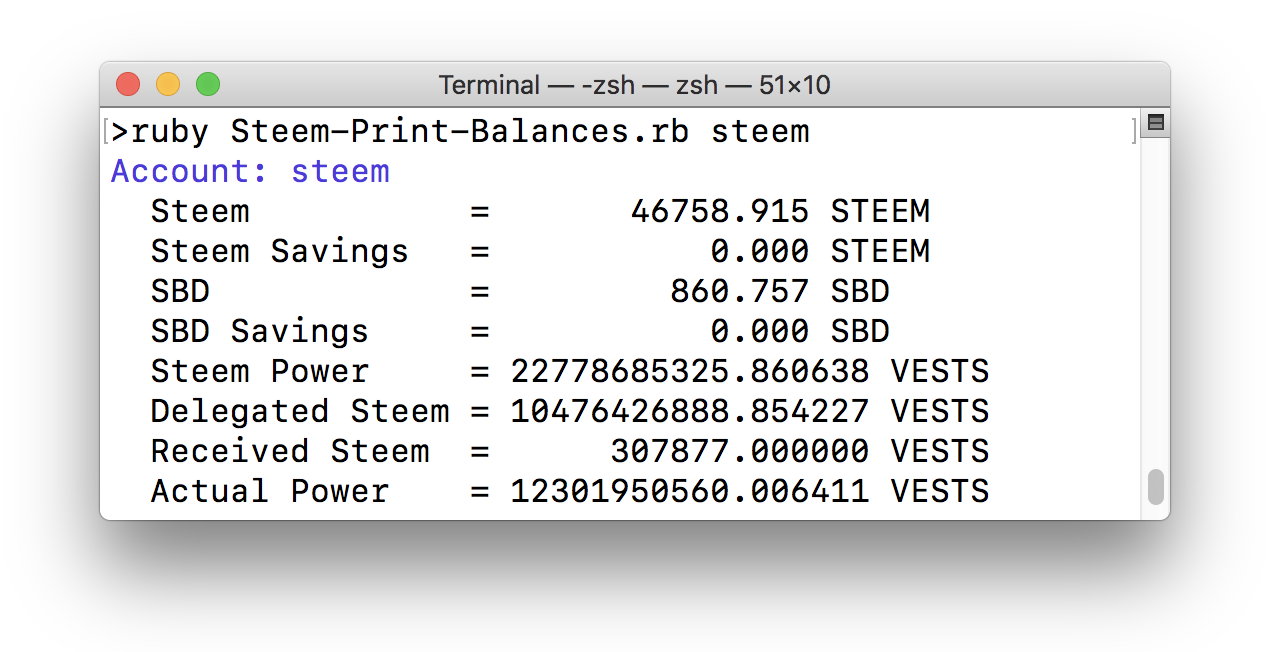 Terminal — -zsh — zsh — 51×10
[>ruby Steem-Print-Balances.rb steem ]
Account: steem
  Steem           =       46758.915 STEEM
  Steem Savings   =           0.000 STEEM
  SBD             =         860.757 SBD
  SBD Savings     =           0.000 SBD
  Steem Power     = 22778685325.860638 VESTS
  Delegated Steem = 10476426888.854227 VESTS
  Received Steem  =      307877.000000 VESTS
  Actual Power    = 12301950560.006411 VESTS